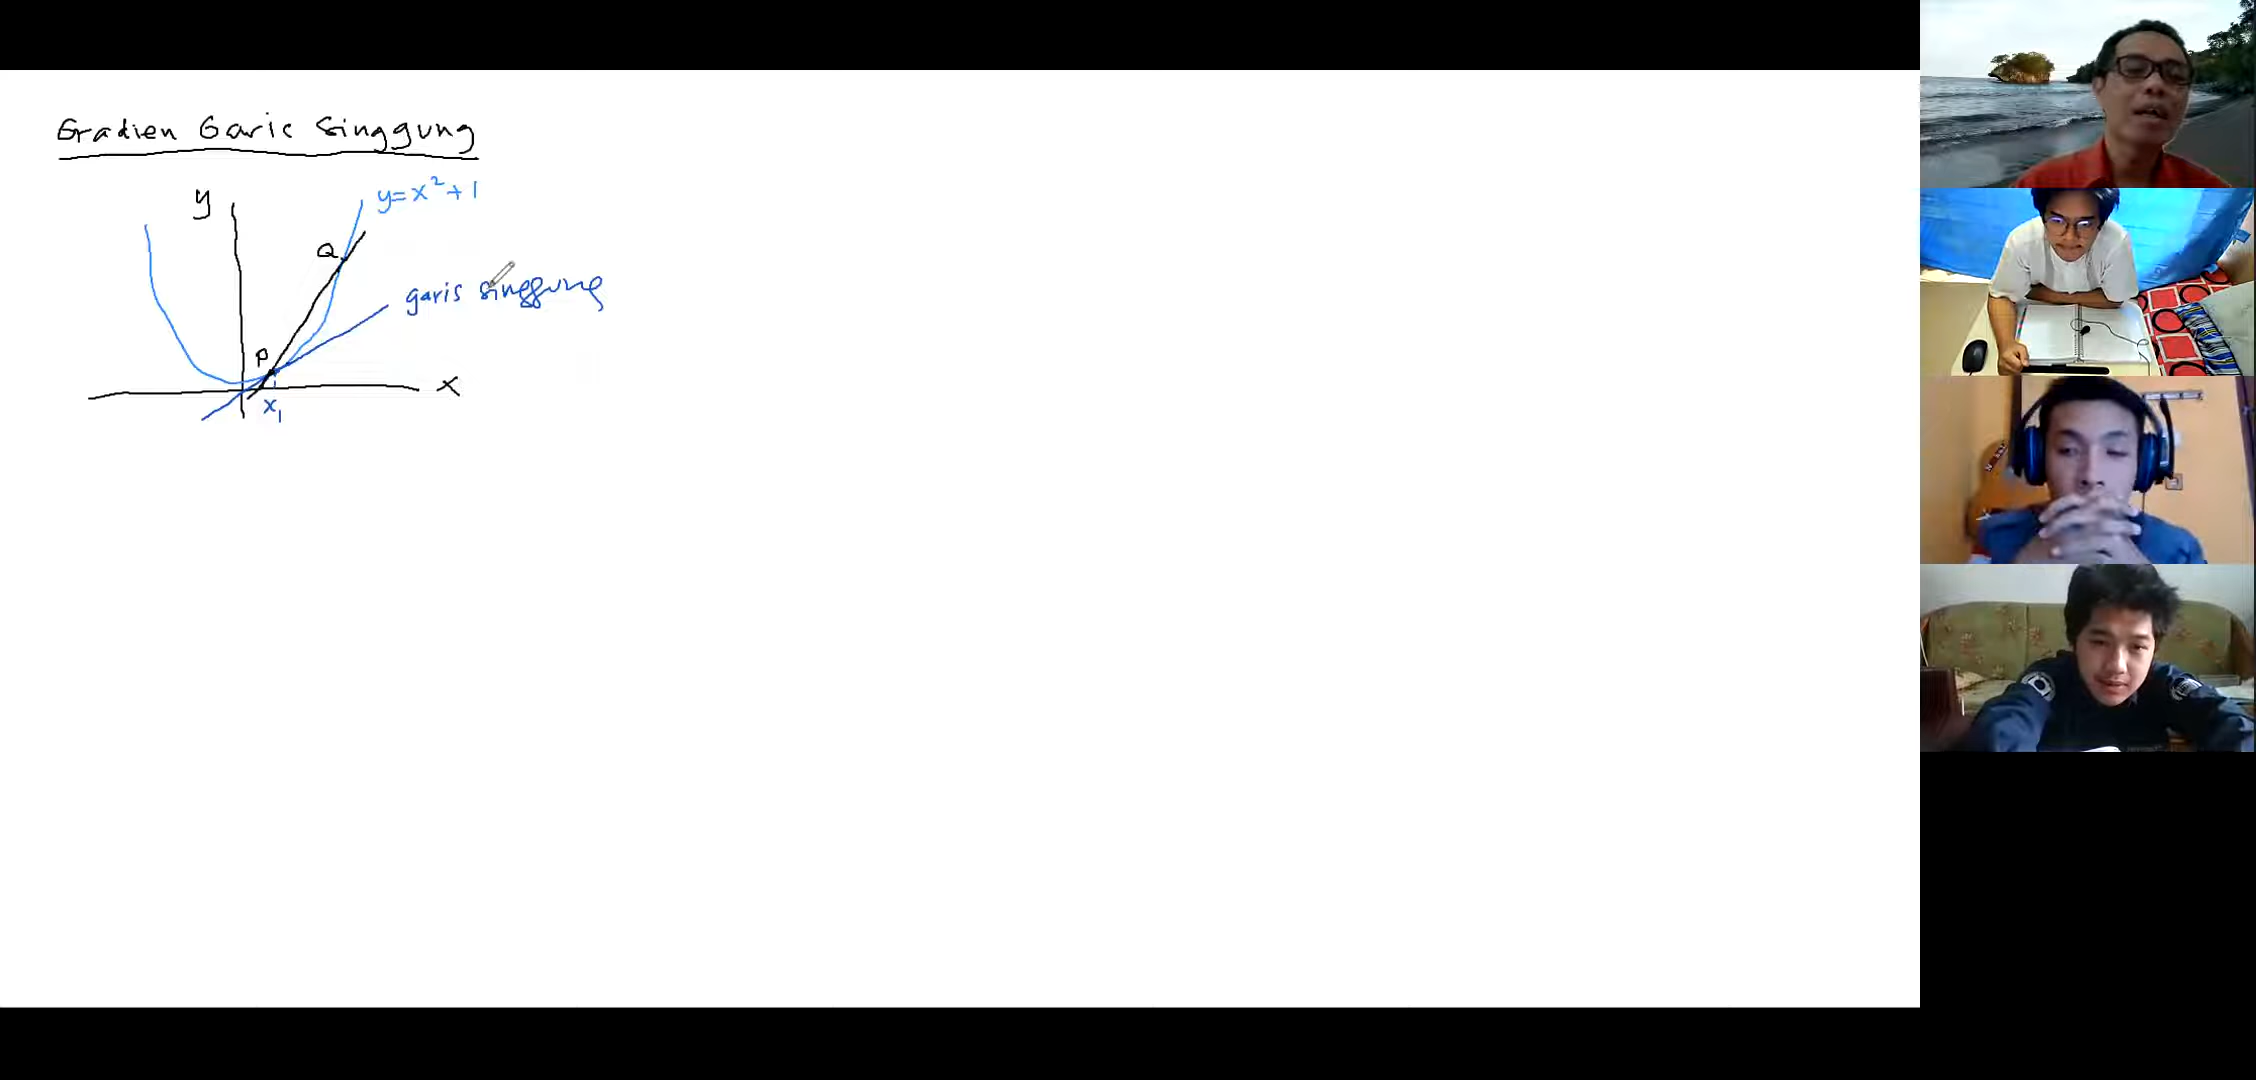 Gradien Garis Singgung
y
y=x²+1
Q
garis singgung
P
x
x₁